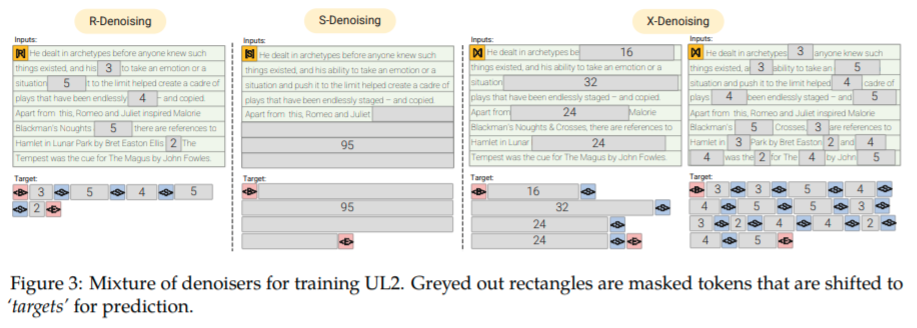 R-Denoising
Inputs:
[R] He dealt in archetypes before anyone knew such
things existed, and his 3 to take an emotion or a
situation 5 t to the limit helped create a cadre of
plays that have been endlessly 4 – and copied.
Apart from this, Romeo and Juliet inspired Malorie
Blackman's Noughts 5 there are references to
Hamlet in Lunar Park by Bret Easton Ellis 2 The
Tempest was the cue for The Magus by John Fowles.
Target:
<B> 3 <S> 5 <S> 4 <S> 5
<S> 2 <E>
S-Denoising
Inputs:
[S] He dealt in archetypes before anyone knew such
things existed, and his ability to take an emotion or a
situation and push it to the limit helped create a cadre of
plays that have been endlessly staged – and copied.
Apart from this, Romeo and Juliet
95
Target:
<B>
95
<E>
X-Denoising
Inputs:
[X] He dealt in archetypes be 16
things existed, and his ability to take an emotion or a
situation 32
plays that have been endlessly staged – and copied.
Apart from 24 Malorie
Blackman's Noughts & Crosses, there are references to
Hamlet in Lunar 24
Tempest was the cue for The Magus by John Fowles.
Target:
<B> 16 <S>
32 <S>
24 <S>
24 <S> <E>
Inputs:
[X] He dealt in archetypes 3 anyone knew such
things existed, a 3 ability to take an 5
situation and push it to the limit helped 4 cadre of
plays 4 been endlessly staged – and 5
Apart from this, Romeo and Juliet inspired Malorie
Blackman's 5 Crosses, 3 are references to
Hamlet in 3 Park by Bret Easton 2 and 4
4 was the 2 for The 4 by John 5
Target:
<B> 3 <S> 3 <S> 5 <S> 4 <S>
4 <S> 5 <S> 5 <S> 3 <S>
3 <S> 2 <S> 4 <S> 4 <S> 2 <S>
4 <S> 5 <E>
Figure 3: Mixture of denoisers for training UL2. Greyed out rectangles are masked tokens that are shifted to
‘targets’ for prediction.